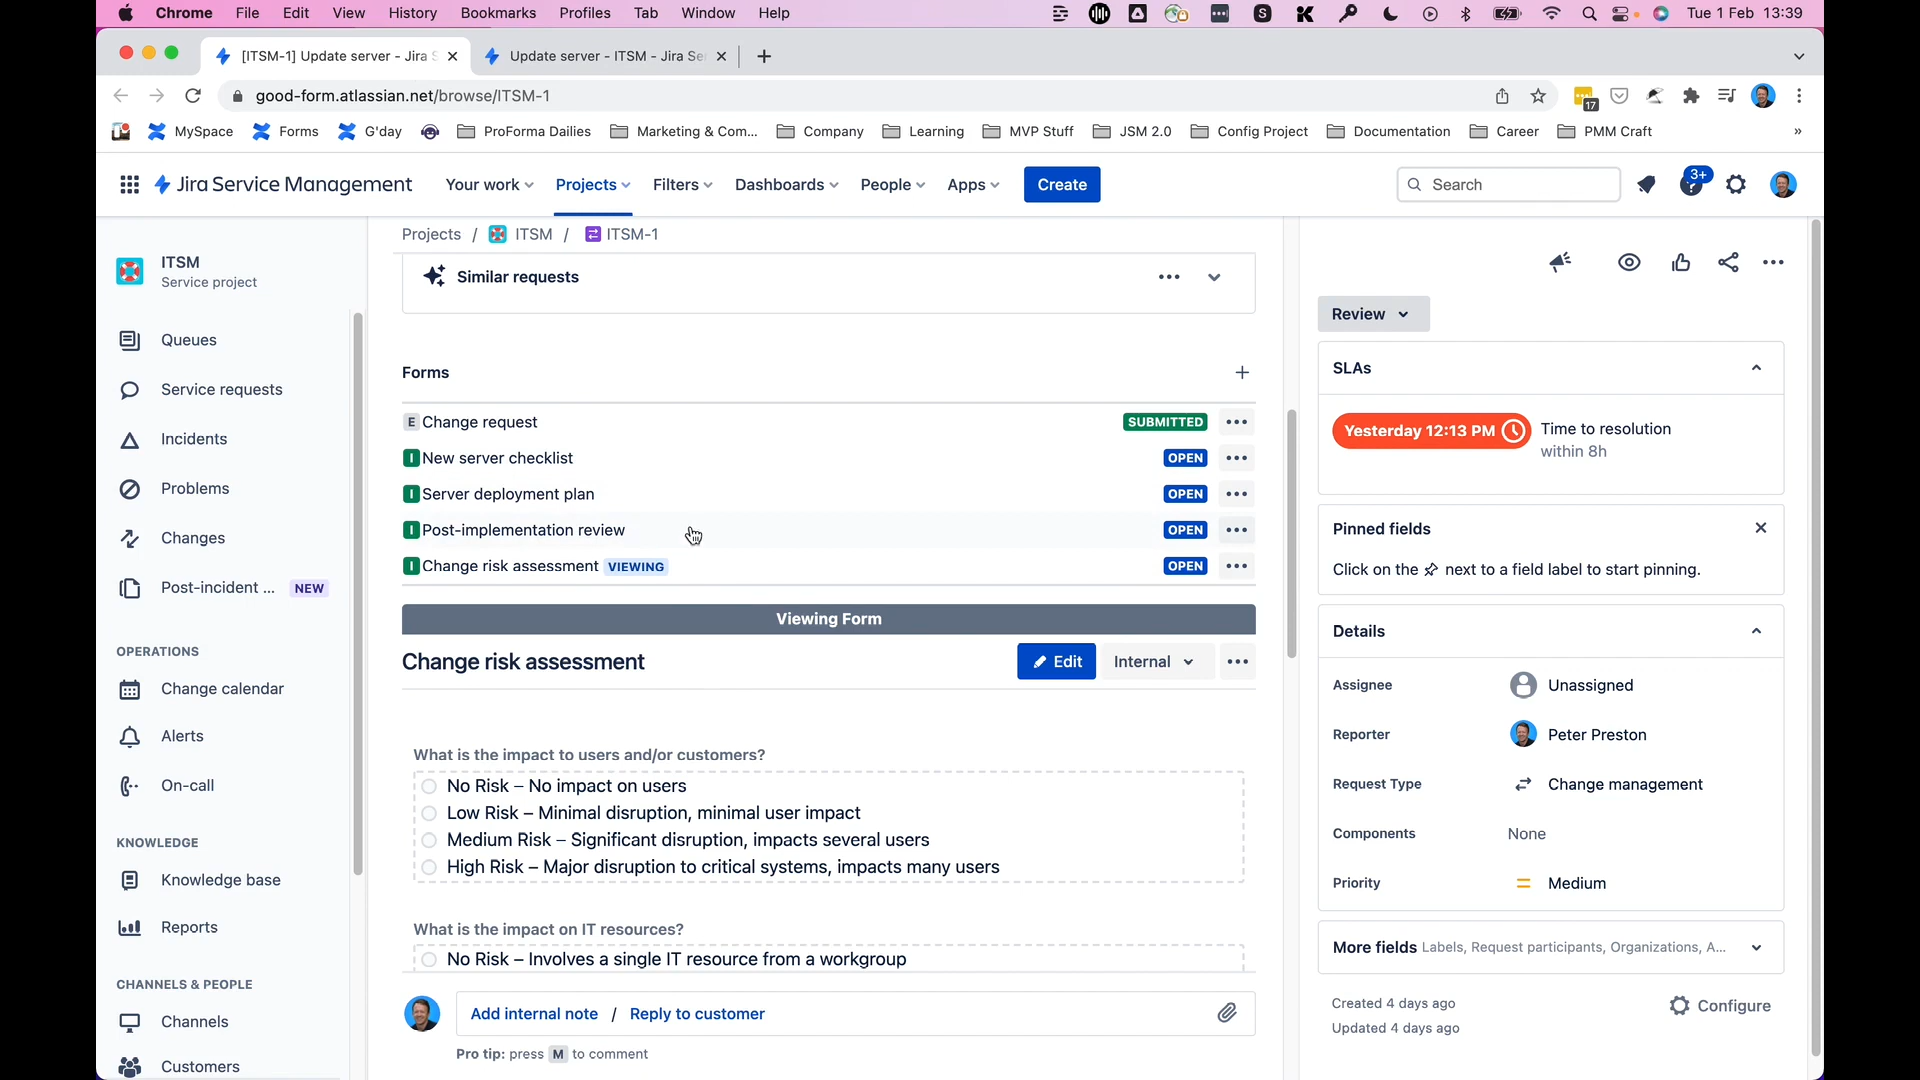 Chrome File Edit View History Bookmarks Profiles Tab Window Help Tue 1 Feb 13:39
[ITSM-1] Update server - Jira S Update server - ITSM - Jira Se
good-form.atlassian.net/browse/ITSM-1 17
MySpace Forms G'day ProForma Dailies Marketing & Com... Company Learning MVP Stuff JSM 2.0 Config Project Documentation Career PMM Craft »
Jira Service Management Your work Projects Filters Dashboards People Apps Create Search 3+
ITSM
Service project
Queues
Service requests
Incidents
Problems
Changes
Post-incident ... NEW
OPERATIONS
Change calendar
Alerts
On-call
KNOWLEDGE
Knowledge base
Reports
CHANNELS & PEOPLE
Channels
Customers
Projects / ITSM / ITSM-1
Similar requests
Forms
E Change request SUBMITTED
I New server checklist OPEN
I Server deployment plan OPEN
I Post-implementation review OPEN
I Change risk assessment VIEWING OPEN
Viewing Form
Change risk assessment Edit Internal
What is the impact to users and/or customers?
No Risk – No impact on users
Low Risk – Minimal disruption, minimal user impact
Medium Risk – Significant disruption, impacts several users
High Risk – Major disruption to critical systems, impacts many users
What is the impact on IT resources?
No Risk – Involves a single IT resource from a workgroup
Add internal note / Reply to customer
Pro tip: press M to comment
Review
SLAs
Yesterday 12:13 PM Time to resolution
within 8h
Pinned fields
Click on the next to a field label to start pinning.
Details
Assignee Unassigned
Reporter Peter Preston
Request Type Change management
Components None
Priority Medium
More fields Labels, Request participants, Organizations, A...
Created 4 days ago Configure
Updated 4 days ago